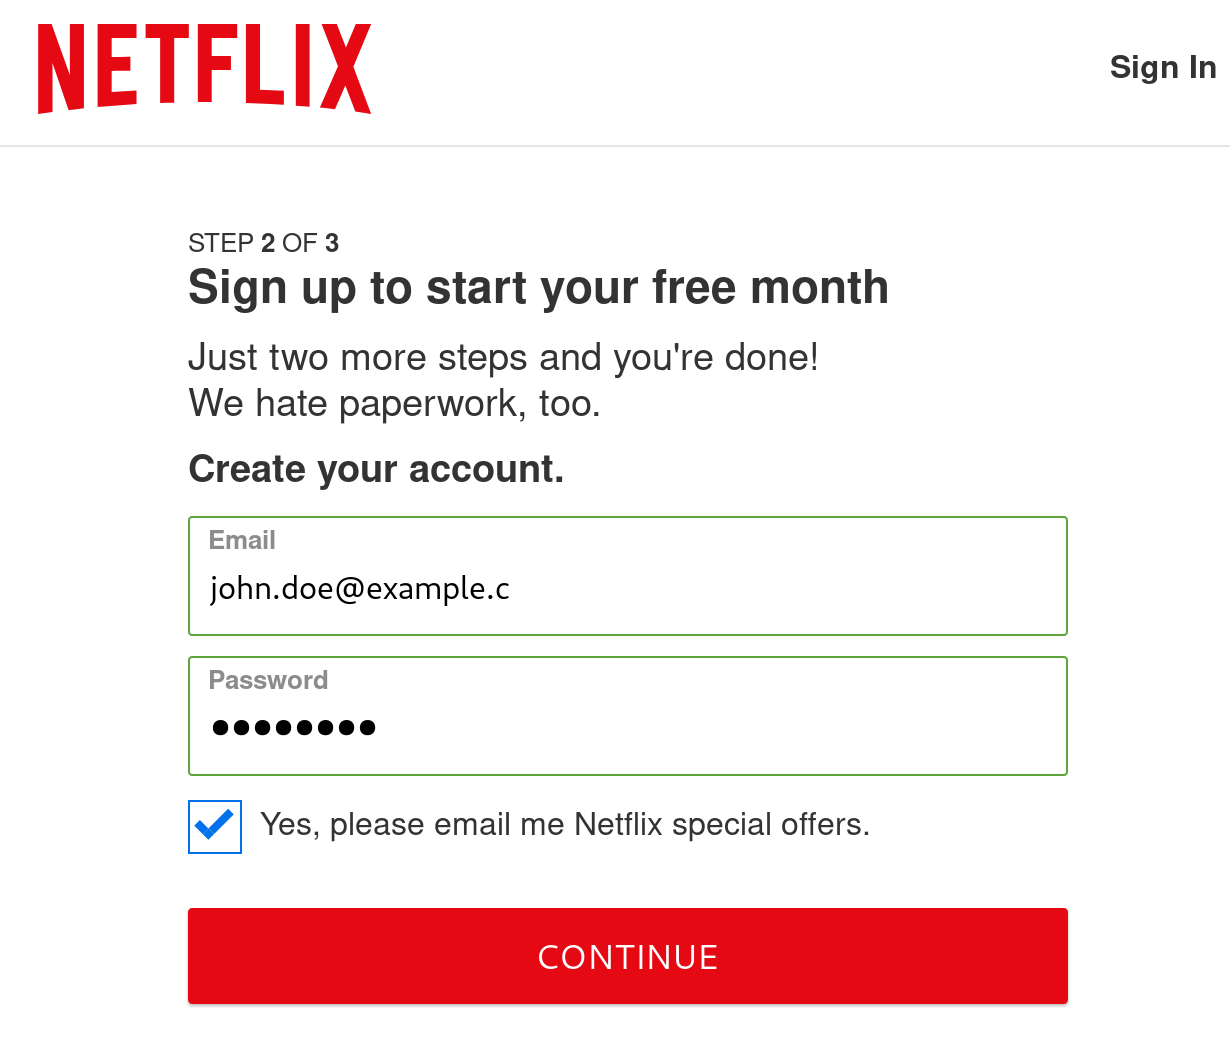 NETFLIX
Sign In
STEP 2 OF 3
Sign up to start your free month
Just two more steps and you're done!
We hate paperwork, too.
Create your account.
Email
john.doe@example.c
Password
••••••••
Yes, please email me Netflix special offers.
CONTINUE